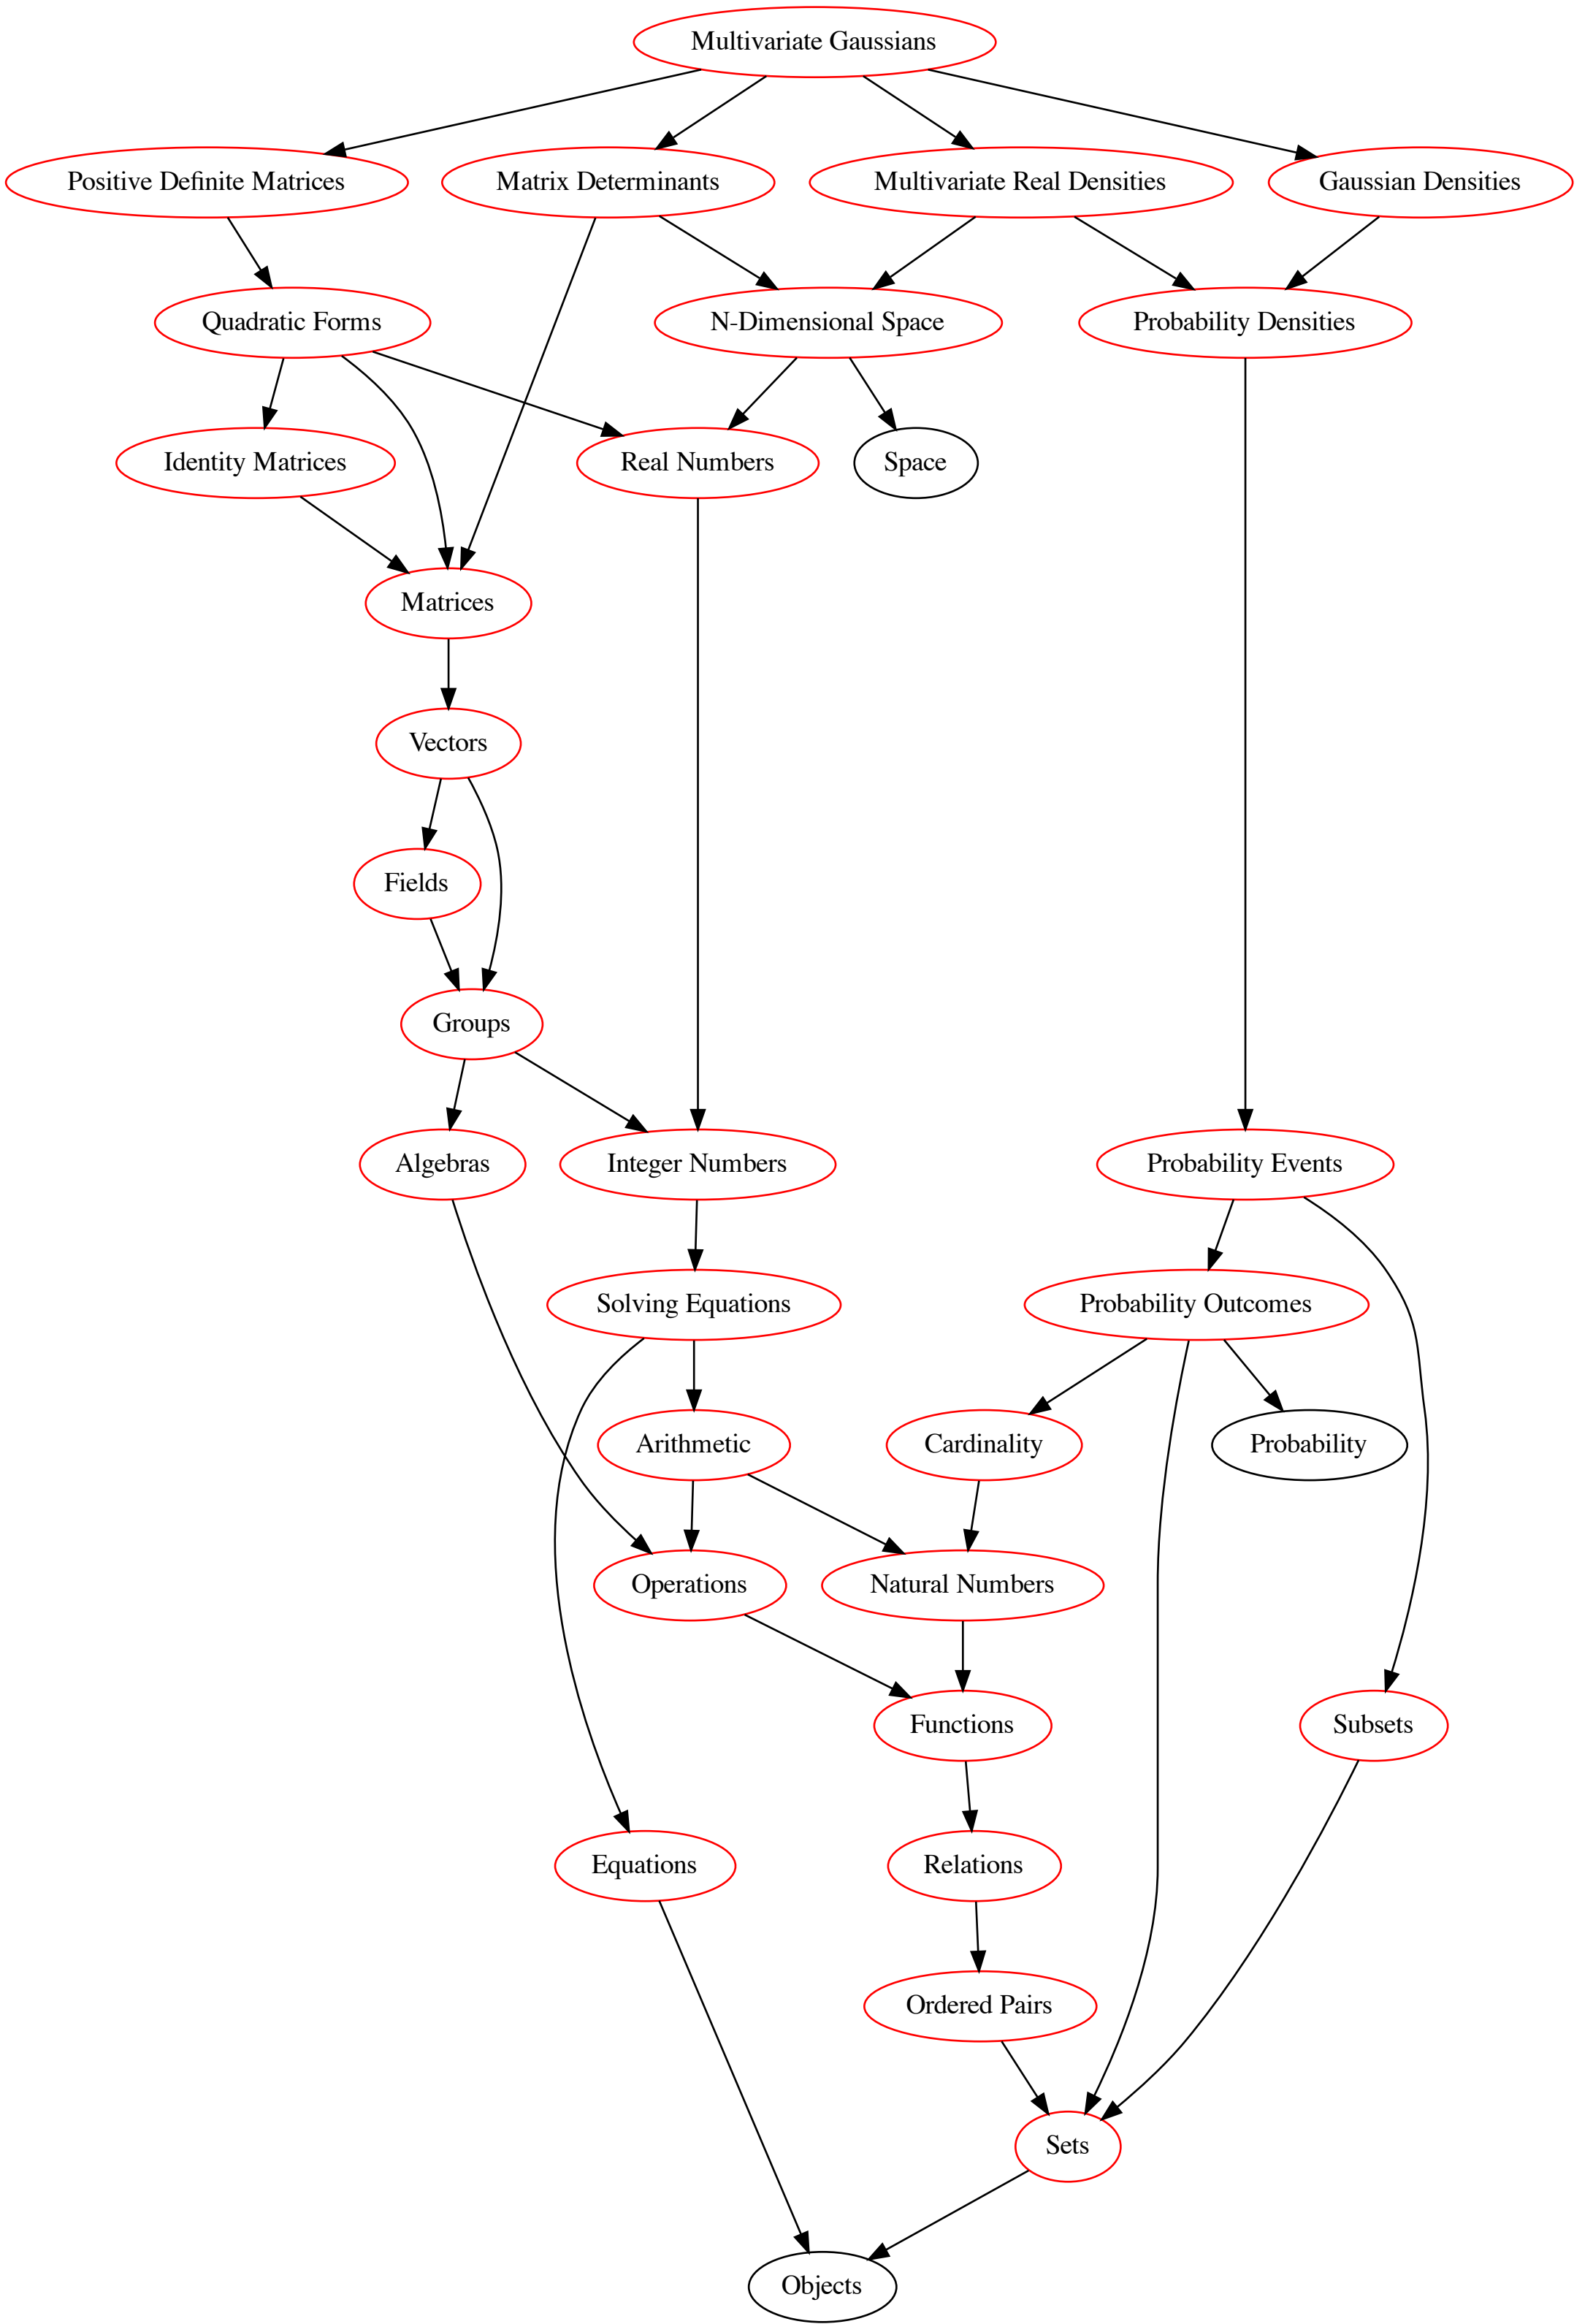 Multivariate Gaussians
Positive Definite Matrices
Matrix Determinants
Multivariate Real Densities
Gaussian Densities
Quadratic Forms
N-Dimensional Space
Probability Densities
Identity Matrices
Real Numbers
Space
Matrices
Vectors
Fields
Groups
Algebras
Integer Numbers
Probability Events
Solving Equations
Probability Outcomes
Arithmetic
Cardinality
Probability
Operations
Natural Numbers
Functions
Subsets
Equations
Relations
Ordered Pairs
Sets
Objects